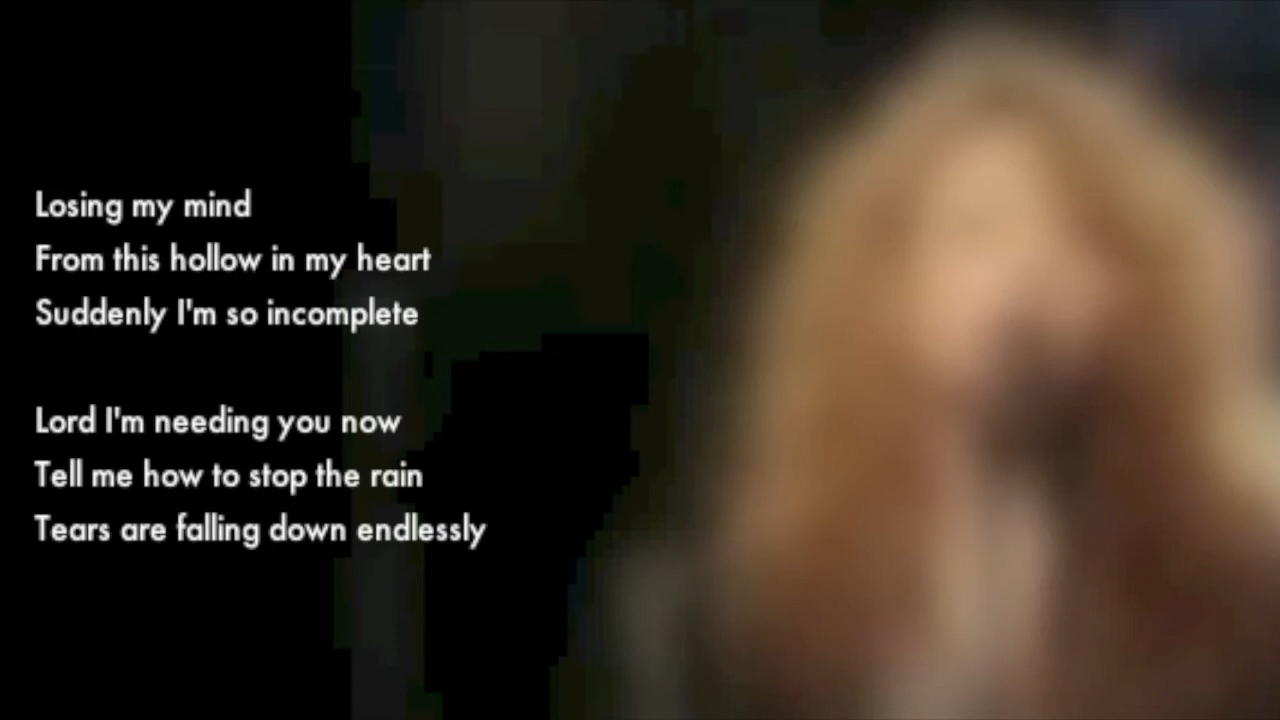 Losing my mind
From this hollow in my heart
Suddenly I'm so incomplete
Lord I'm needing you now
Tell me how to stop the rain
Tears are falling down endlessly